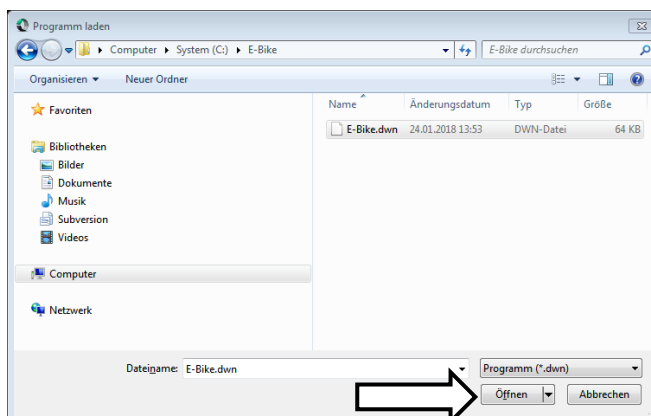 Programm laden
Computer System (C:) E-Bike
E-Bike durchsuchen
Organisieren Neuer Ordner
Name Änderungsdatum Typ Größe
Favoriten
E-Bike.dwn 24.01.2018 13:53 DWN-Datei 64 KB
Bibliotheken
Bilder
Dokumente
Musik
Subversion
Videos
Computer
Netzwerk
Dateiname: E-Bike.dwn Programm (*.dwn)
Öffnen Abbrechen